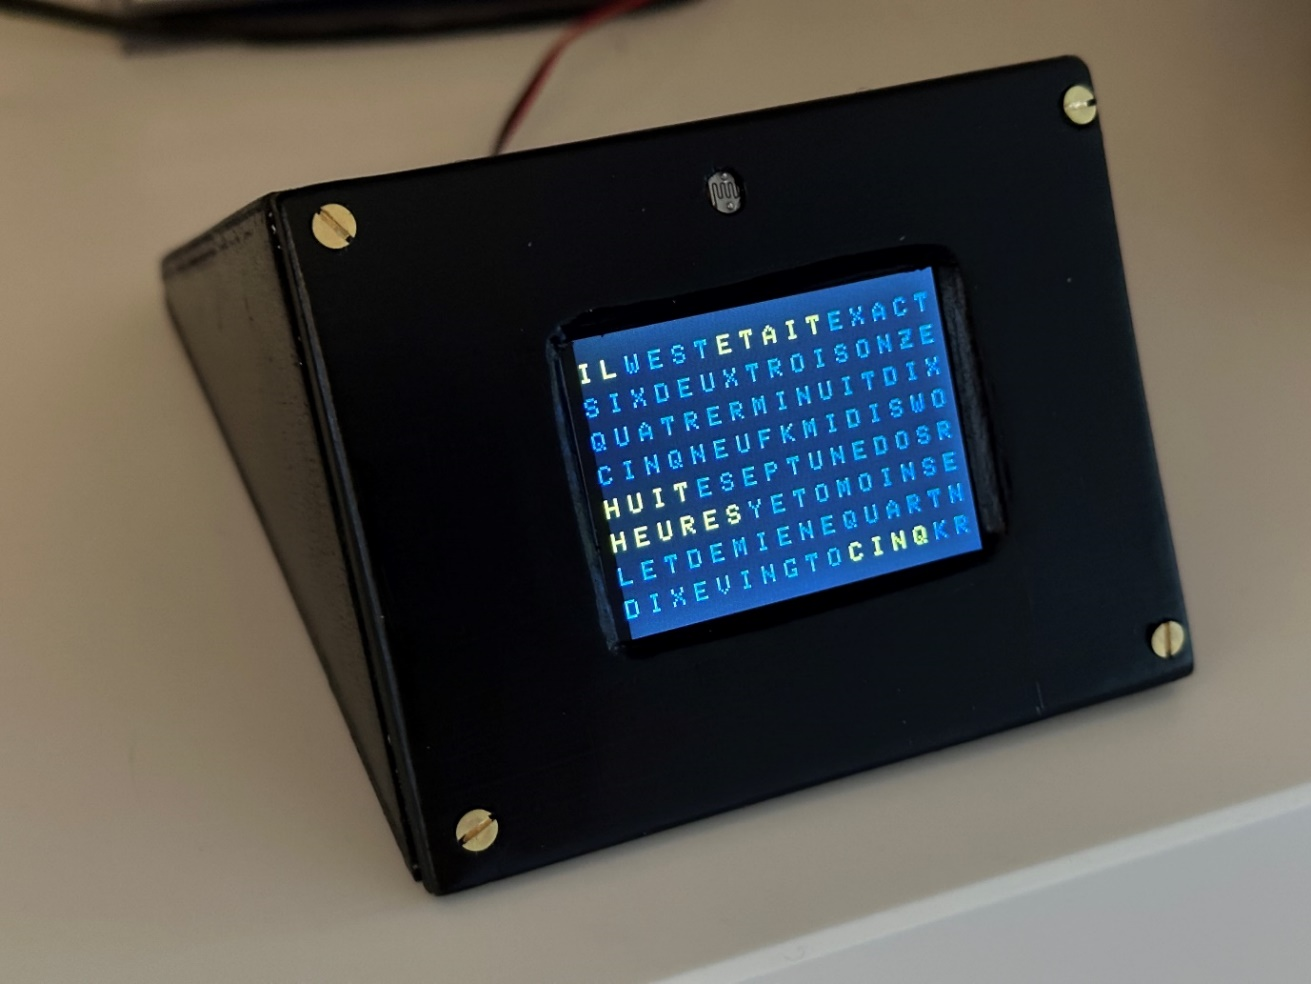 ILWESTETAITEXACT
SIXDEUXTROISONZE
QUATRERMINUITDIX
CINQNEUFKMIDISWO
HUITESEPTUNEDOSR
HEURESYETOMOINSE
LETDEMIENEQUARTN
DIXEVINGTOCINQKR